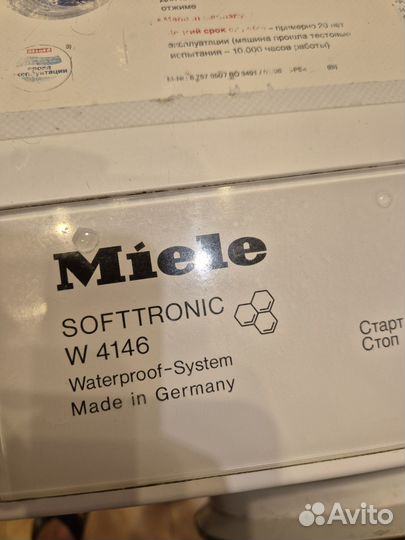 отжиме
Made in Germany
срок
– примерно 20 лет
эксплуатации (машина прошла тестовые
испытания – 10.000 часов работы)
эксплуатации
Miele
SOFTTRONIC
W 4146
Waterproof-System
Made in Germany
Старт
Стоп
Avito